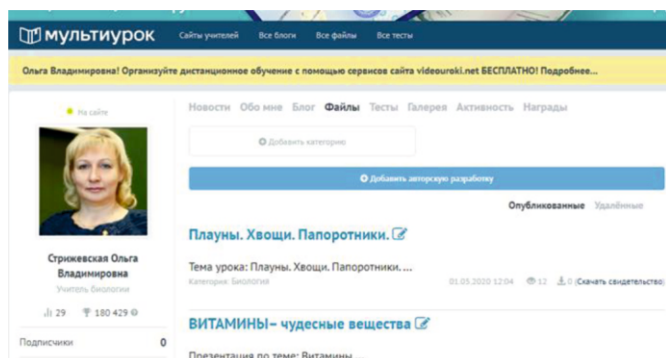 мультиурок
Сайты учителей Все блоги Все файлы Все тесты
Ольга Владимировна! Организуйте дистанционное обучение с помощью сервисов сайта videouroki.net БЕСПЛАТНО! Подробнее...
На сайте
Новости Обо мне Блог Файлы Тесты Галерея Активность Награды
Добавить категорию
Добавить авторскую разработку
Опубликованные Удалённые
Плауны. Хвощи. Папоротники.
Тема урока: Плауны. Хвощи. Папоротники. ...
Категория: Биология 01.05.2020 12:04 12 0 (Скачать свидетельство)
Стрижевская Ольга
Владимировна
Учитель биологии
29 180 429
ВИТАМИНЫ– чудесные вещества
Подписчики 0
Презентация по теме: Витамины ...